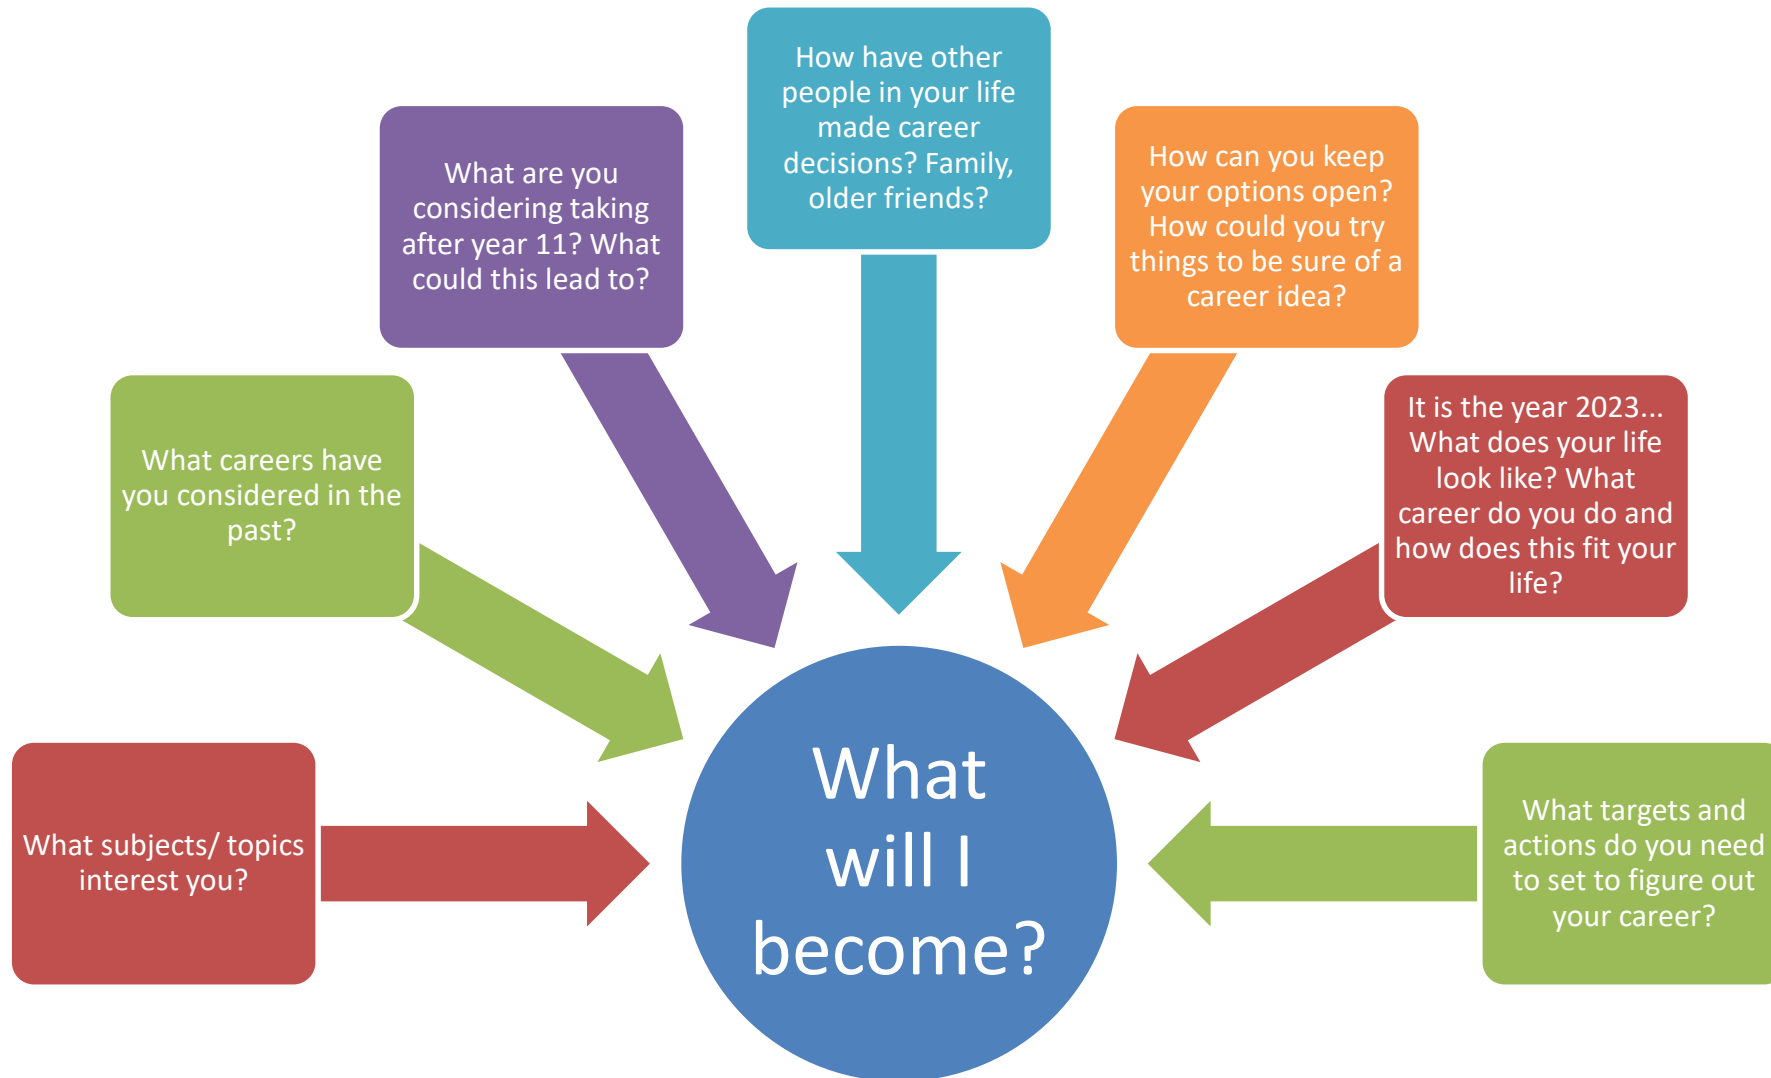 What subjects/ topics
interest you?
What careers have
you considered in the
past?
What are you
considering taking
after year 11? What
could this lead to?
How have other
people in your life
made career
decisions? Family,
older friends?
How can you keep
your options open?
How could you try
things to be sure of a
career idea?
It is the year 2023...
What does your life
look like? What
career do you do and
how does this fit your
life?
What targets and
actions do you need
to set to figure out
your career?
What
will I
become?